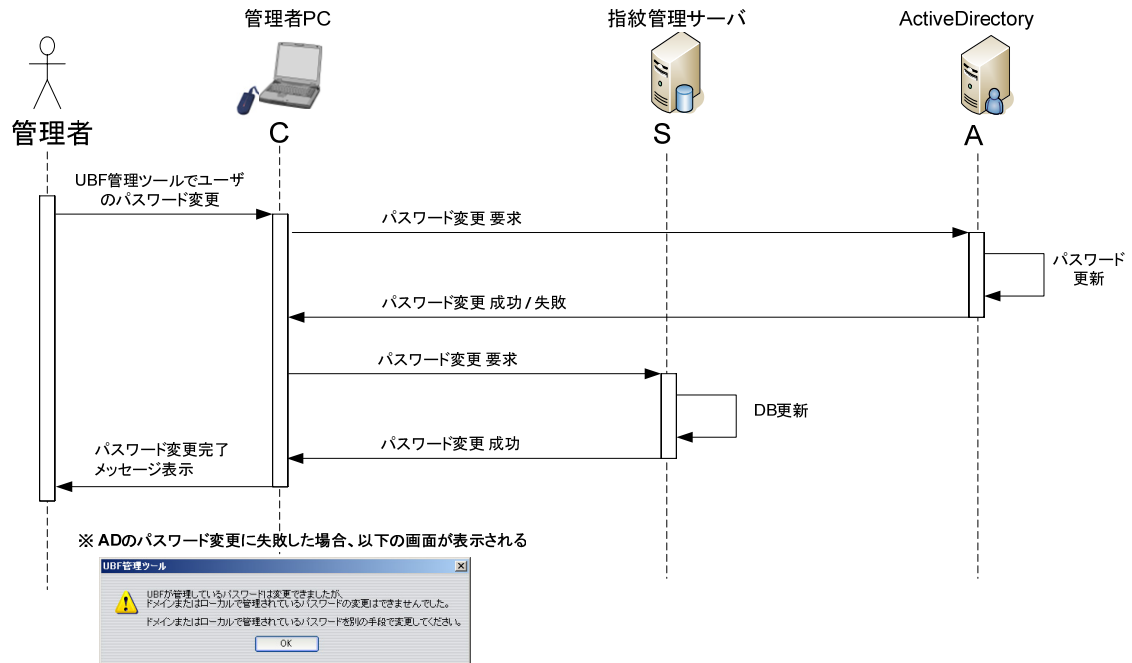 管理者PC
指紋管理サーバ
ActiveDirectory
管理者
C
S
A
UBF管理ツールでユーザ
のパスワード変更
パスワード変更 要求
パスワード
更新
パスワード変更 成功 / 失敗
パスワード変更 要求
DB更新
パスワード変更 成功
パスワード変更完了
メッセージ表示
※ ADのパスワード変更に失敗した場合、以下の画面が表示される
UBF管理ツール
UBFが管理しているパスワードは変更できましたが、
ドメインまたはローカルで管理されているパスワードの変更はできませんでした。
ドメインまたはローカルで管理されているパスワードを別の手段で変更してください。
OK